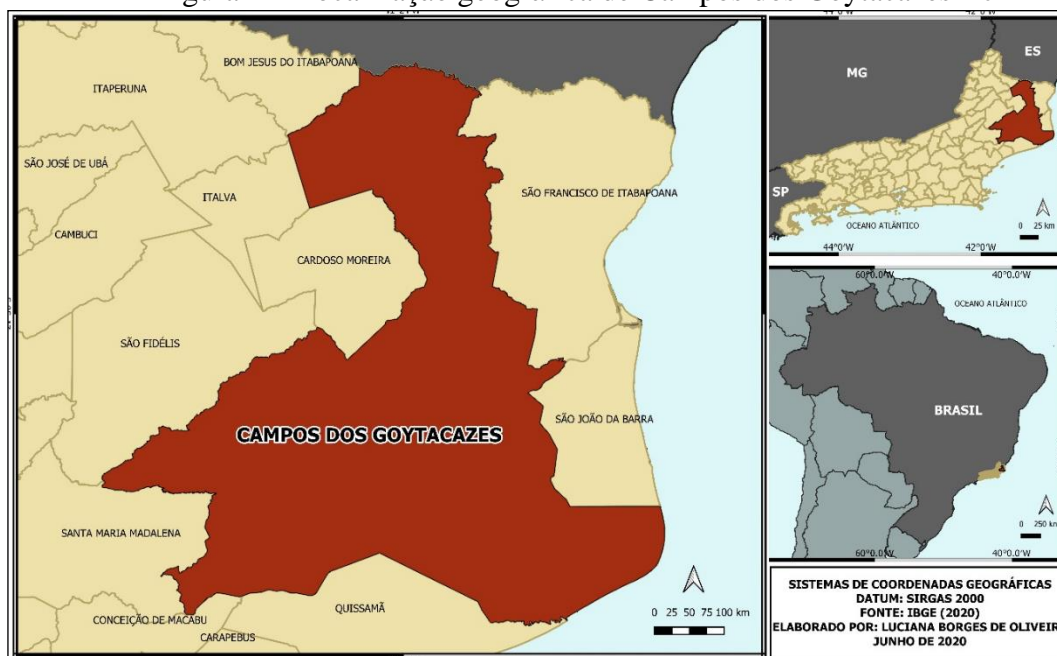 BOM JESUS DO ITABAPOANA
ITAPERUNA
SÃO JOSÉ DE UBÁ
ITALVA
SÃO FRANCISCO DE ITABAPOANA
CAMBUCI
CARDOSO MOREIRA
SÃO FIDÉLIS
SÃO JOÃO DA BARRA
CAMPOS DOS GOYTACAZES
SANTA MARIA MADALENA
QUISSAMÃ
CONCEIÇÃO DE MACABU
CARAPEBUS
0 25 50 75 100 km
MG
ES
SP
OCEANO ATLÂNTICO
0 25 km
44°0'W 42°0'W
60°0.0'W 40°0.0'W
OCEANO ATLÂNTICO
BRASIL
0 250 km
60°0.0'W 40°0.0'W
SISTEMAS DE COORDENADAS GEOGRÁFICAS
DATUM: SIRGAS 2000
FONTE: IBGE (2020)
ELABORADO POR: LUCIANA BORGES DE OLIVEIR
JUNHO DE 2020